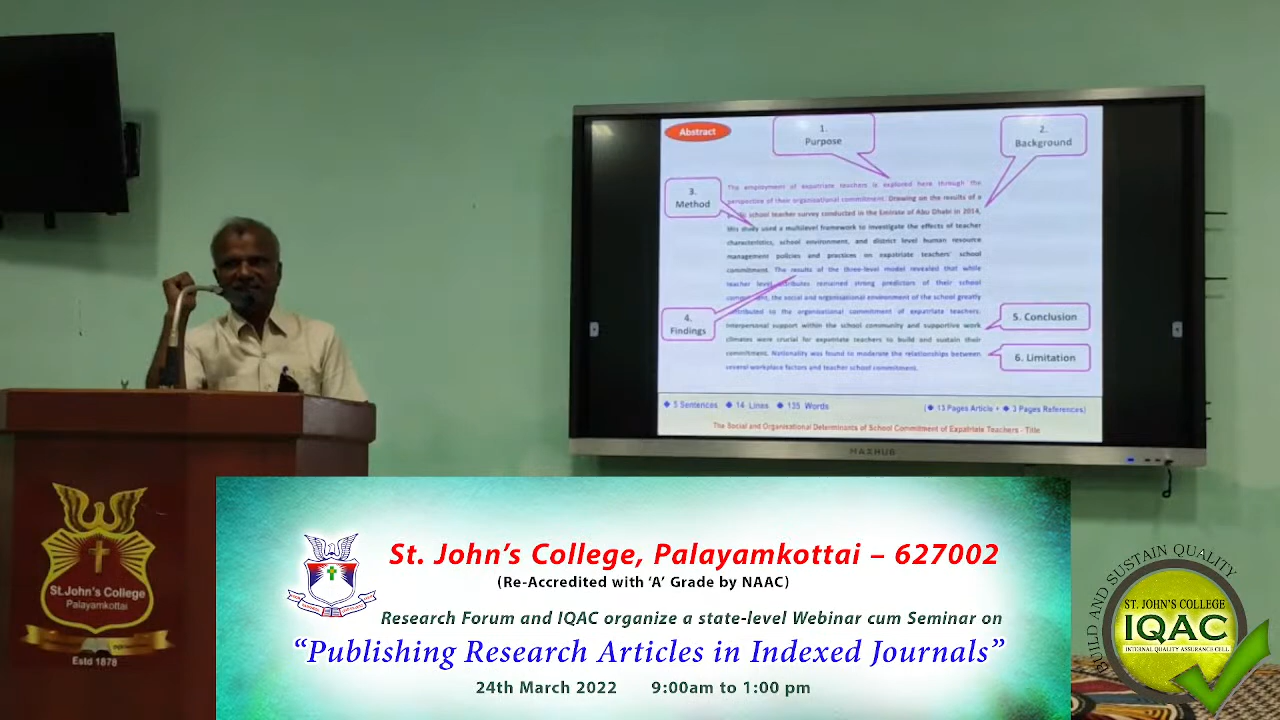 Abstract
1.
Purpose
2.
Background
3.
Method
The employment of expatriate teachers is explored here through the
perspective of their organisational commitment. Drawing on the results of a
school teacher survey conducted in the Emirate of Abu Dhabi in 2014,
this study used a multilevel framework to investigate the effects of teacher
characteristics, school environment, and district level human resource
management policies and practices on expatriate teachers' school
commitment. The results of the three-level model revealed that while
teacher level attributes remained strong predictors of their school
the social and organisational environment of the school greatly
to the organisational commitment of expatriate teachers.
Interpersonal support within the school community and supportive work
climates were crucial for expatriate teachers to build and sustain their
commitment. Nationality was found to moderate the relationships between
several workplace factors and teacher school commitment.
4.
Findings
5. Conclusion
6. Limitation
◆ 5 Sentences ◆ 14 Lines ◆ 135 Words
(◆ 13 Pages Article + ◆ 3 Pages References)
The Social and Organisational Determinants of School Commitment of Expatriate Teachers - Title
MAXHUB
St.John's College
Palayamkottai
Estd 1878
St. John's College, Palayamkottai – 627002
(Re-Accredited with 'A' Grade by NAAC)
Research Forum and IQAC organize a state-level Webinar cum Seminar on
"Publishing Research Articles in Indexed Journals"
24th March 2022 9:00am to 1:00 pm
BUILD AND SUSTAIN QUALITY
ST. JOHN'S COLLEGE
IQAC
INTERNAL QUALITY ASSURANCE CELL